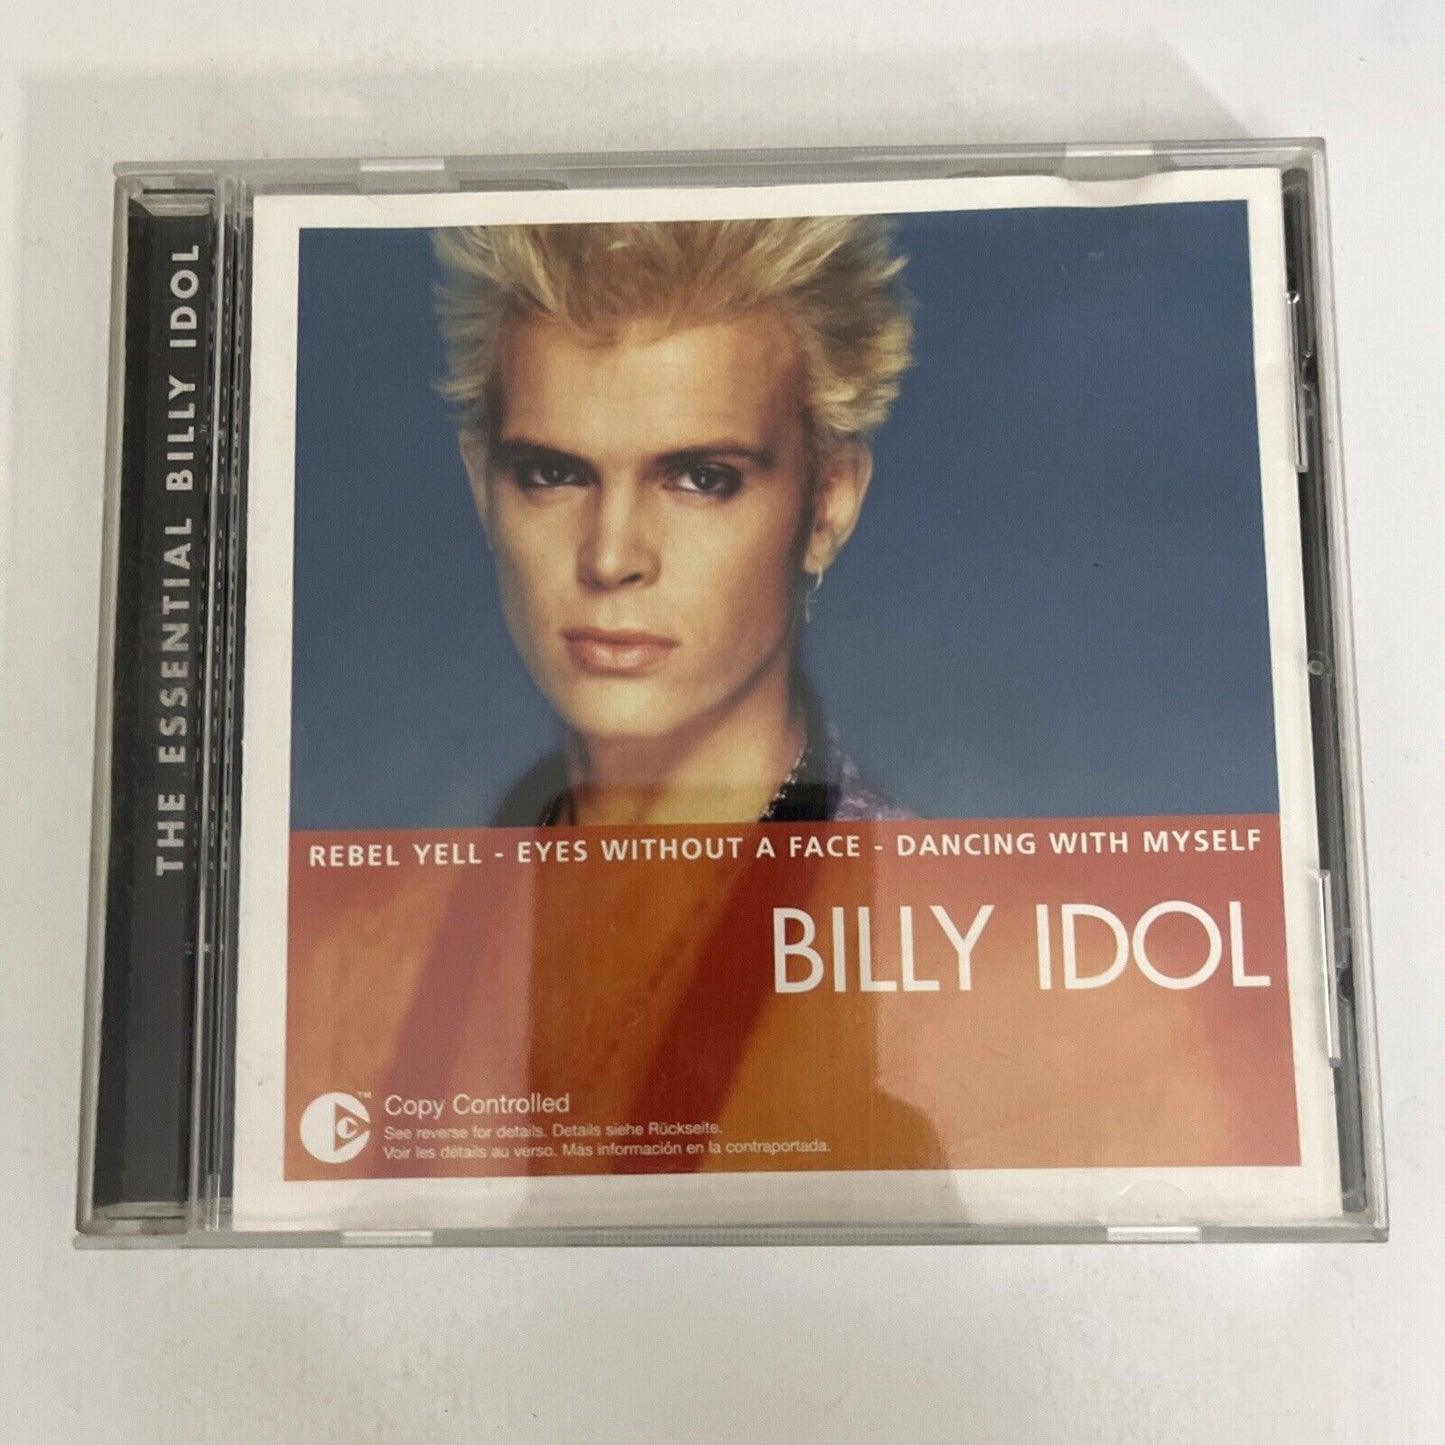 THE ESSENTIAL BILLY IDOL
REBEL YELL - EYES WITHOUT A FACE - DANCING WITH MYSELF
BILLY IDOL
Copy Controlled
See reverse for details. Details siehe Rückseite.
Voir les détails au verso. Más información en la contraportada.
C
TM